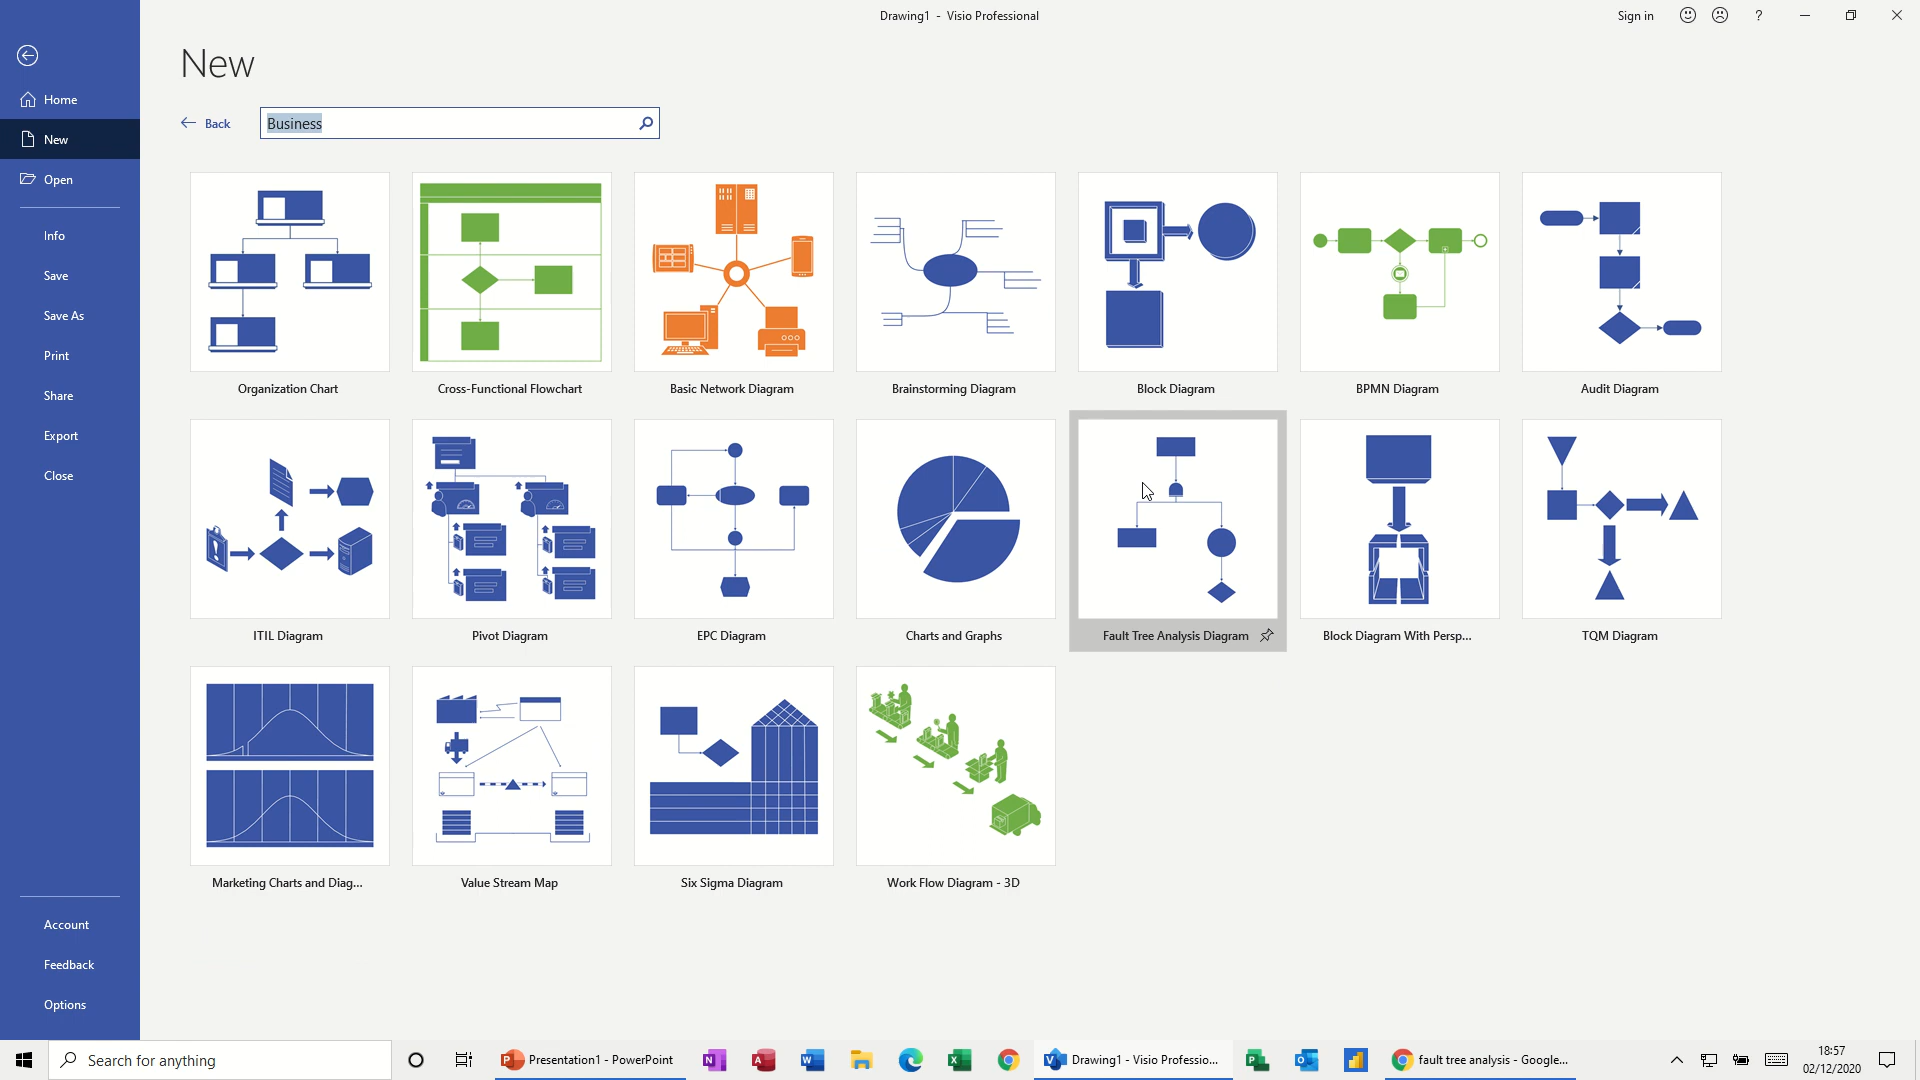 Drawing1 - Visio Professional
Sign in
?
New
Home
Back
Business
New
Open
Info
Save
Save As
Print
Share
Export
Close
Organization Chart
Cross-Functional Flowchart
Basic Network Diagram
Brainstorming Diagram
Block Diagram
BPMN Diagram
Audit Diagram
ITIL Diagram
Pivot Diagram
EPC Diagram
Charts and Graphs
Fault Tree Analysis Diagram
Block Diagram With Persp...
TQM Diagram
Marketing Charts and Diag...
Value Stream Map
Six Sigma Diagram
Work Flow Diagram - 3D
Account
Feedback
Options
Search for anything
Presentation1 - PowerPoint
Drawing1 - Visio Professio...
fault tree analysis - Google...
18:57
02/12/2020